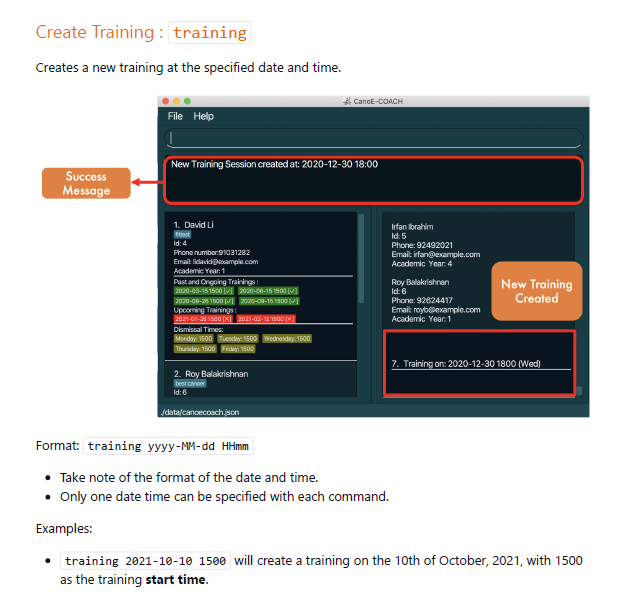 Create Training : training
Creates a new training at the specified date and time.
CanoE-COACH
File Help
New Training Session created at: 2020-12-30 18:00
Success
Message
1. David Li
fittest
Id: 4
Phone number:91031282
Email: lidavid@example.com
Academic Year: 1
Past and Ongoing Trainings :
2020-03-15 1500 [✓] 2020-06-15 1500 [✓]
2020-08-26 1500 [✓] 2020-09-15 1500 [✓]
Upcoming Trainings :
2021-01-26 1500 [X] 2021-02-12 1500 [X]
Dismissal Times:
Monday: 1500 Tuesday: 1500 Wednesday: 1500
Thursday: 1500 Friday: 1500
2. Roy Balakrishnan
best canoer
Id: 6
Irfan Ibrahim
Id: 5
Phone: 92492021
Email: irfan@example.com
Academic Year: 4
Roy Balakrishnan
Id: 6
Phone: 92624417
Email: royb@example.com
Academic Year: 1
New Training
Created
7. Training on: 2020-12-30 1800 (Wed)
./data/canoecoach.json
Format: training yyyy-MM-dd HHmm
• Take note of the format of the date and time.
• Only one date time can be specified with each command.
Examples:
• training 2021-10-10 1500 will create a training on the 10th of October, 2021, with 1500
as the training start time.